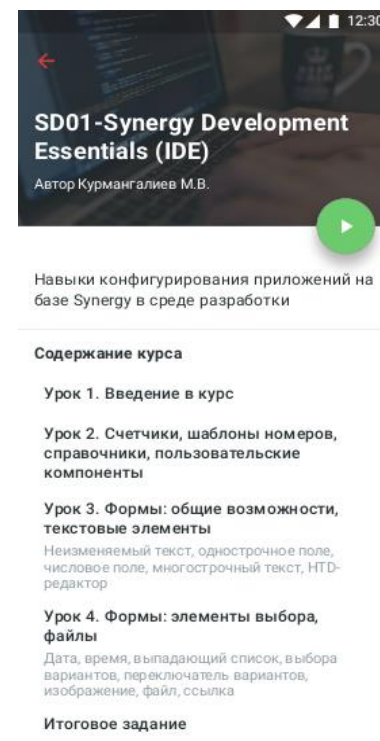 12:30
SD01-Synergy Development
Essentials (IDE)
Автор Курмангалиев М.В.
Навыки конфигурирования приложений на
базе Synergy в среде разработки
Содержание курса
Урок 1. Введение в курс
Урок 2. Счетчики, шаблоны номеров,
справочники, пользовательские
компоненты
Урок 3. Формы: общие возможности,
текстовые элементы
Неизменяемый текст, однострочное поле,
числовое поле, многострочный текст, HTD-
редактор
Урок 4. Формы: элементы выбора,
файлы
Дата, время, выпадающий список, выбора
вариантов, переключатель вариантов,
изображение, файл, ссылка
Итоговое задание